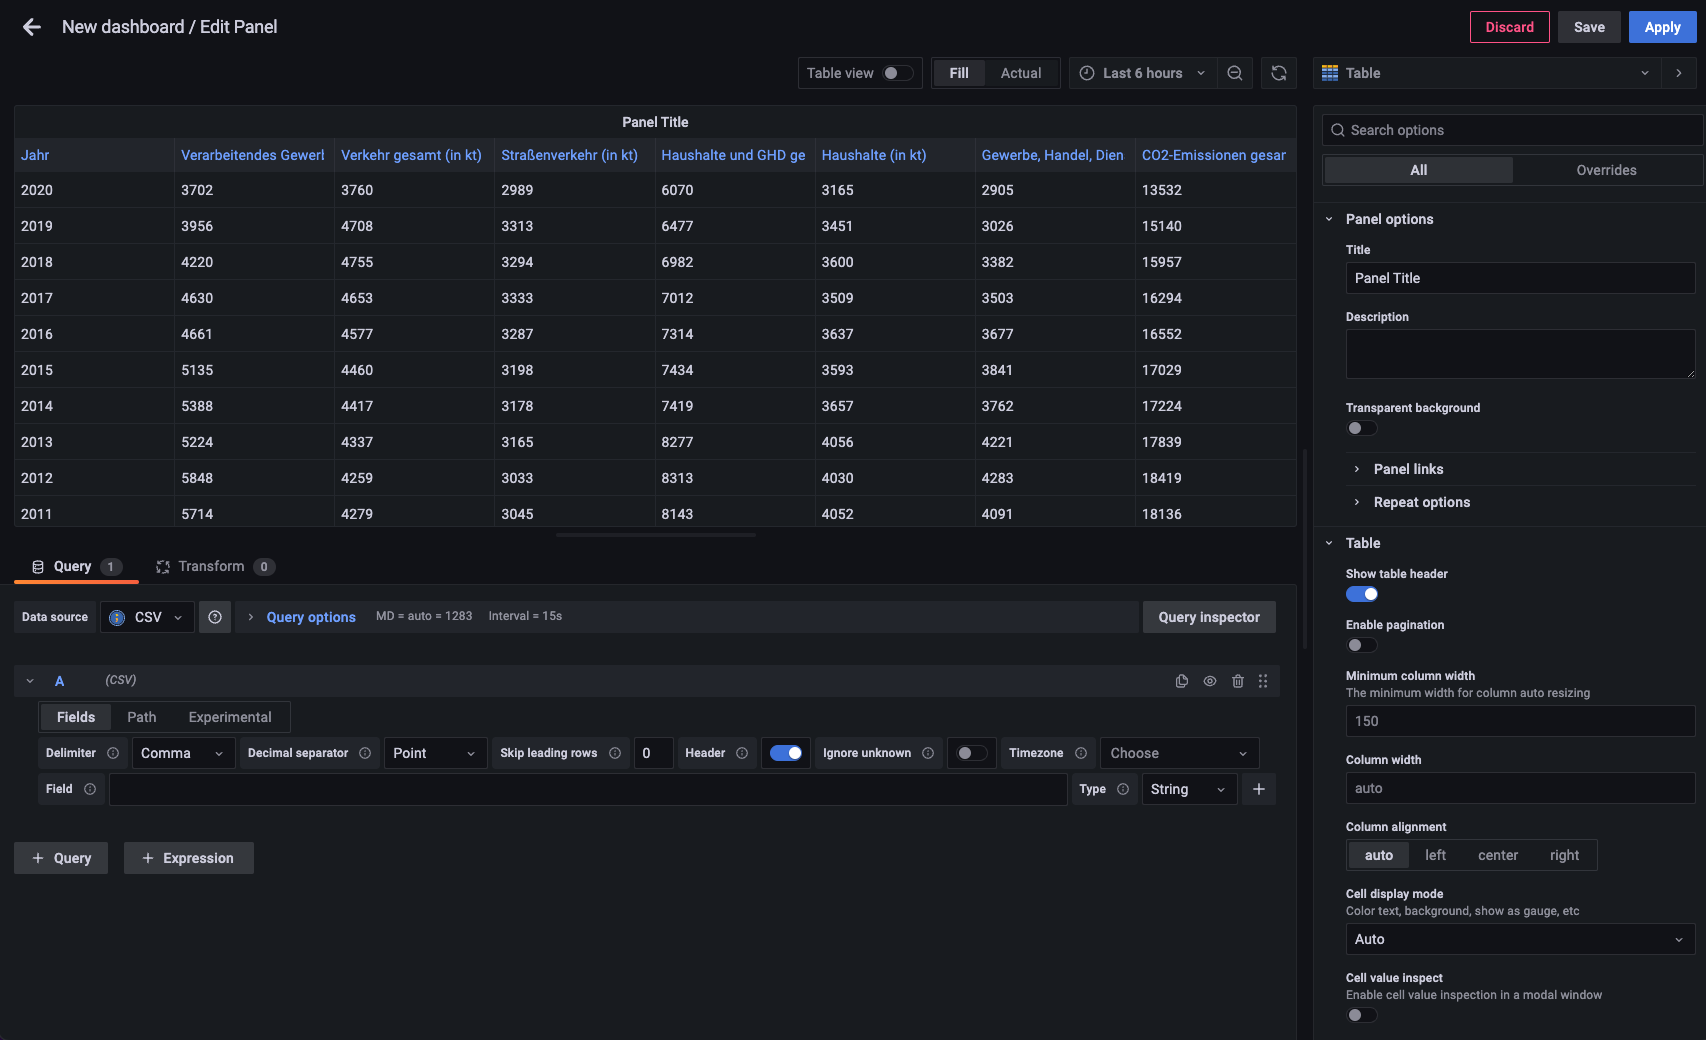 New dashboard / Edit Panel
Discard
Save
Apply
Table view
Fill
Actual
Last 6 hours
Table
Panel Title
Jahr
Verarbeitendes Gewerb
Verkehr gesamt (in kt)
Straßenverkehr (in kt)
Haushalte und GHD ge
Haushalte (in kt)
Gewerbe, Handel, Dien
CO2-Emissionen gesar
2020 3702 3760 2989 6070 3165 2905 13532
2019 3956 4708 3313 6477 3451 3026 15140
2018 4220 4755 3294 6982 3600 3382 15957
2017 4630 4653 3333 7012 3509 3503 16294
2016 4661 4577 3287 7314 3637 3677 16552
2015 5135 4460 3198 7434 3593 3841 17029
2014 5388 4417 3178 7419 3657 3762 17224
2013 5224 4337 3165 8277 4056 4221 17839
2012 5848 4259 3033 8313 4030 4283 18419
2011 5714 4279 3045 8143 4052 4091 18136
Query 1
Transform 0
Data source
CSV
Query options
MD = auto = 1283
Interval = 15s
Query inspector
A
(CSV)
Fields
Path
Experimental
Delimiter
Comma
Decimal separator
Point
Skip leading rows
0
Header
Ignore unknown
Timezone
Choose
Field
Type
String
+ Query
+ Expression
Search options
All
Overrides
Panel options
Title
Panel Title
Description
Transparent background
Panel links
Repeat options
Table
Show table header
Enable pagination
Minimum column width
The minimum width for column auto resizing
150
Column width
auto
Column alignment
auto
left
center
right
Cell display mode
Color text, background, show as gauge, etc
Auto
Cell value inspect
Enable cell value inspection in a modal window